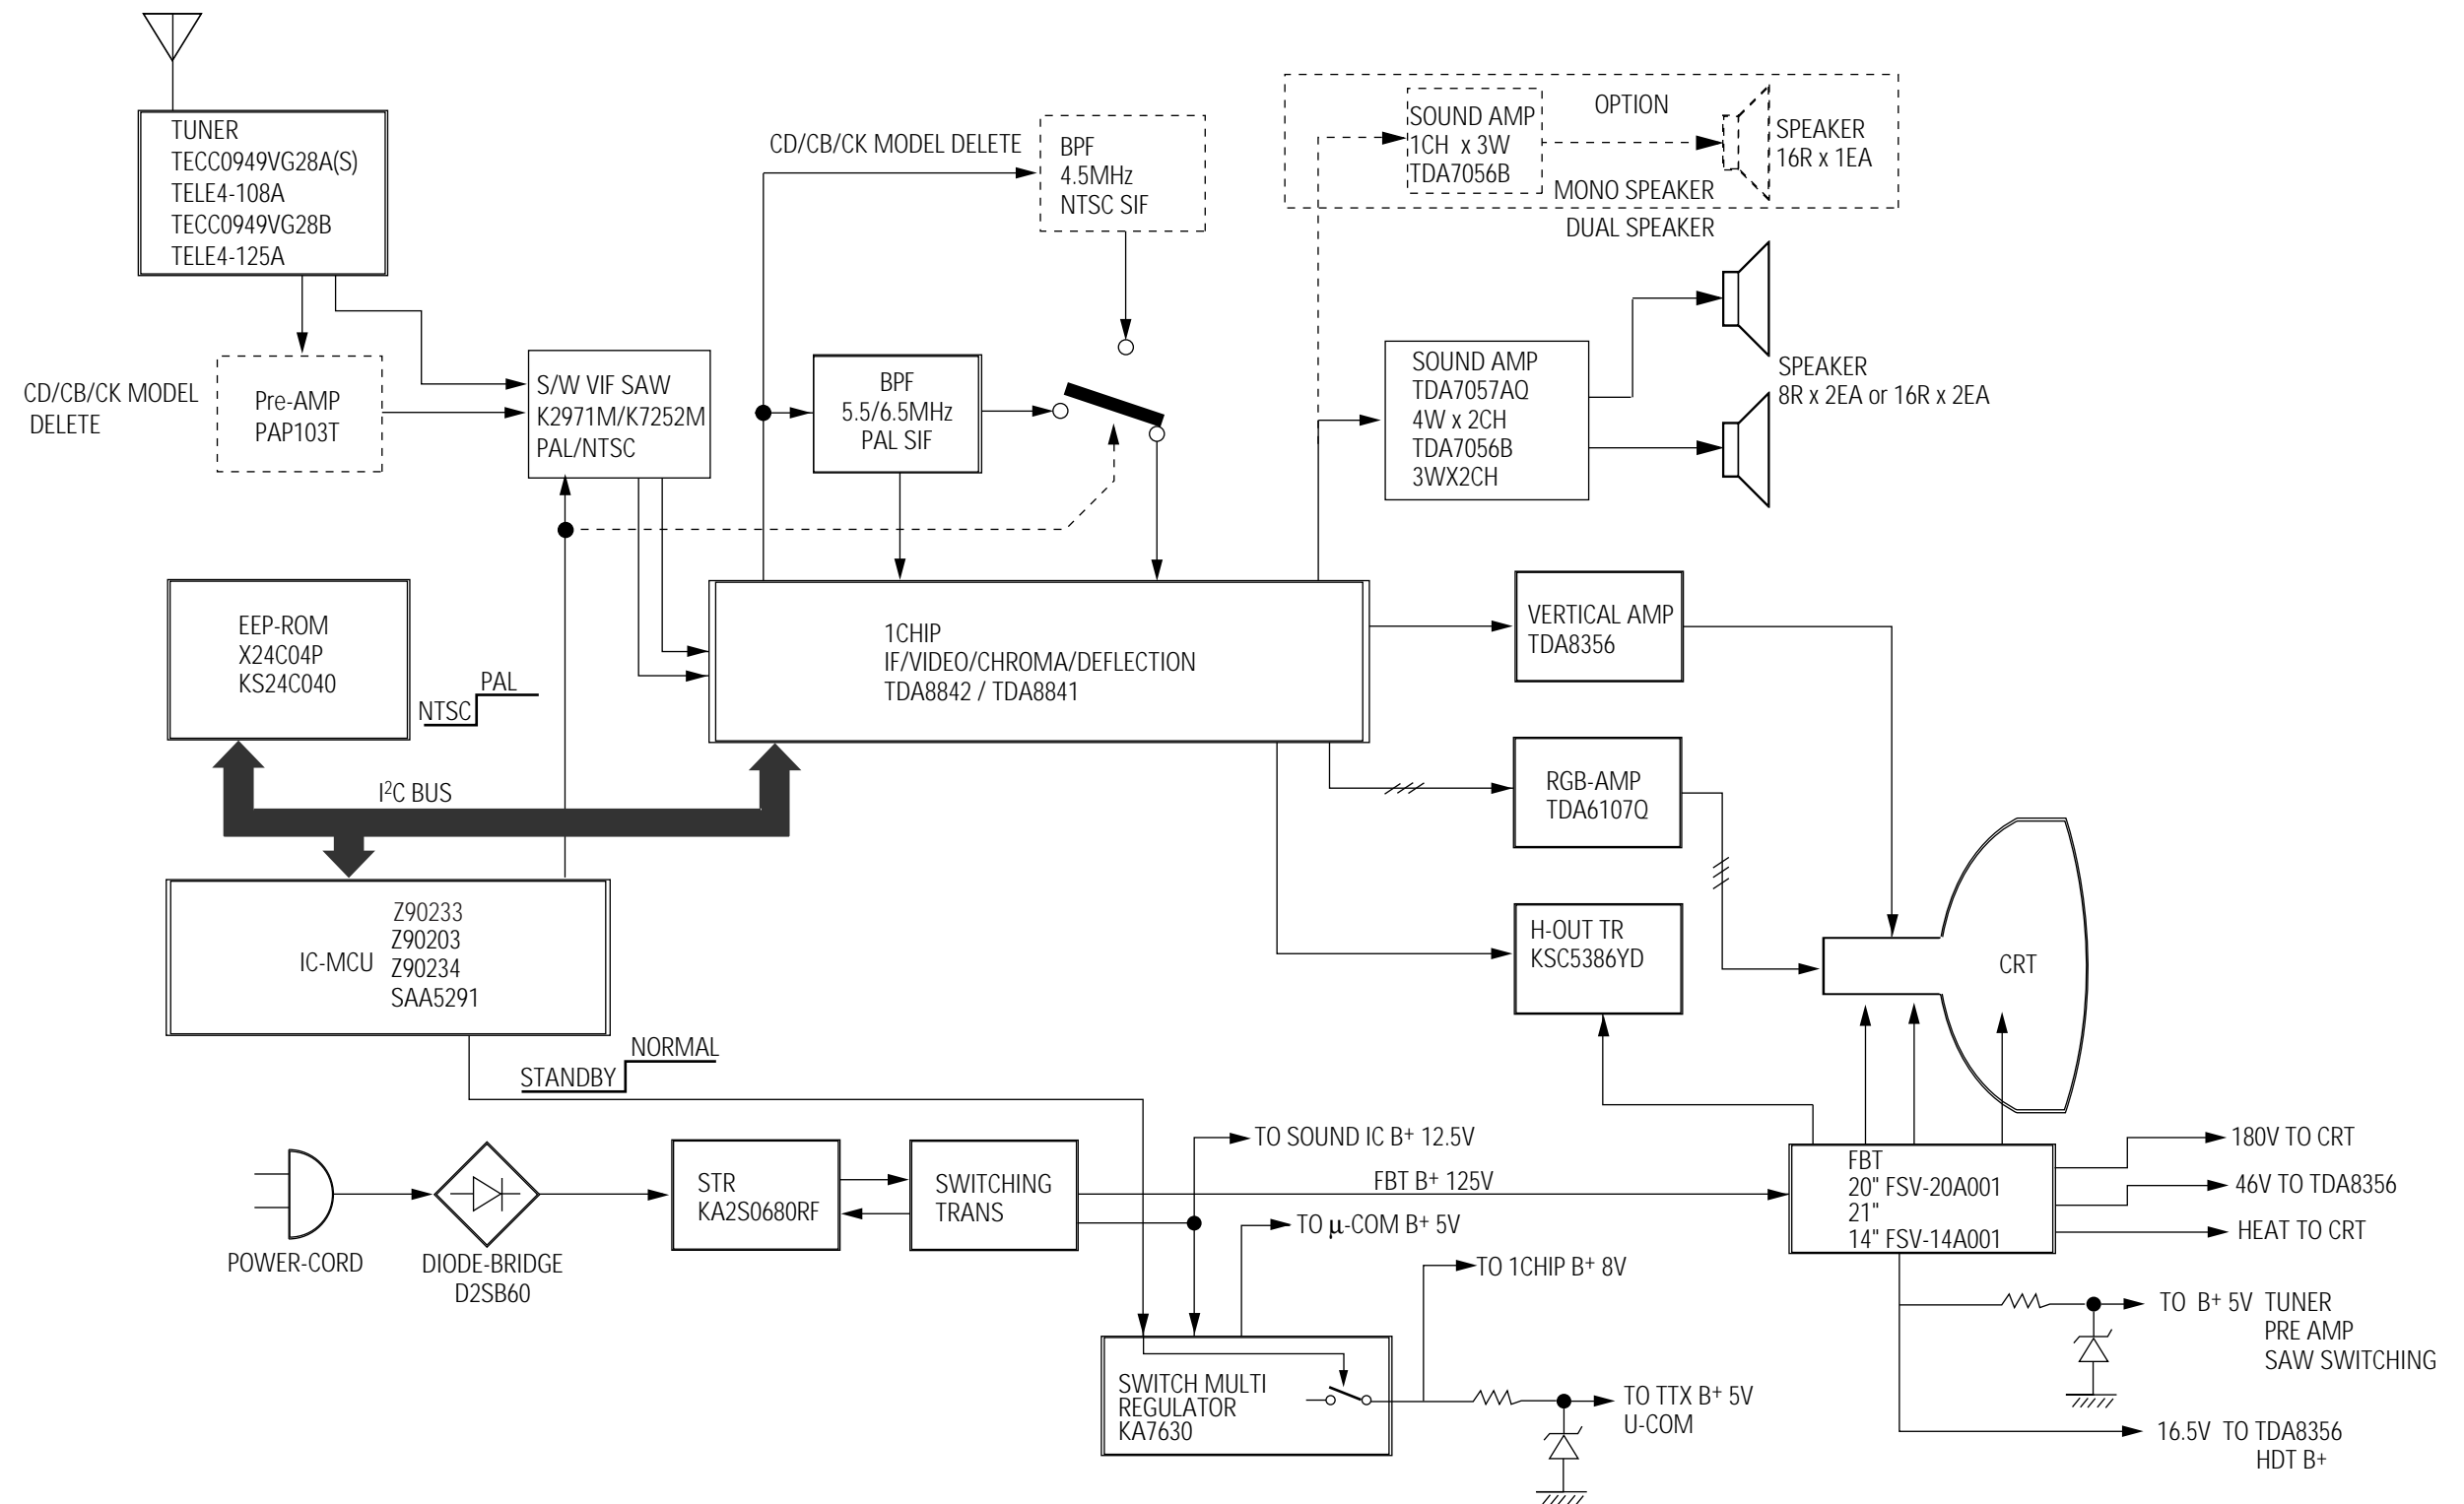 TUNER
TECC0949VG28A(S)
TELE4-108A
TECC0949VG28B
TELE4-125A
CD/CB/CK MODEL
DELETE
Pre-AMP
PAP103T
S/W VIF SAW
K2971M/K7252M
PAL/NTSC
CD/CB/CK MODEL DELETE
BPF
4.5MHz
NTSC SIF
BPF
5.5/6.5MHz
PAL SIF
SOUND AMP
1CH x 3W
TDA7056B
OPTION
SPEAKER
16R x 1EA
MONO SPEAKER
DUAL SPEAKER
SOUND AMP
TDA7057AQ
4W x 2CH
TDA7056B
3WX2CH
SPEAKER
8R x 2EA or 16R x 2EA
EEP-ROM
X24C04P
KS24C040
PAL
NTSC
I²C BUS
1CHIP
IF/VIDEO/CHROMA/DEFLECTION
TDA8842 / TDA8841
VERTICAL AMP
TDA8356
RGB-AMP
TDA6107Q
H-OUT TR
KSC5386YD
CRT
IC-MCU
Z90233
Z90203
Z90234
SAA5291
NORMAL
STANDBY
POWER-CORD
DIODE-BRIDGE
D2SB60
STR
KA2S0680RF
SWITCHING
TRANS
TO SOUND IC B+ 12.5V
FBT B+ 125V
TO μ-COM B+ 5V
TO 1CHIP B+ 8V
SWITCH MULTI
REGULATOR
KA7630
TO TTX B+ 5V
U-COM
FBT
20" FSV-20A001
21"
14" FSV-14A001
180V TO CRT
46V TO TDA8356
HEAT TO CRT
TO B+ 5V TUNER
PRE AMP
SAW SWITCHING
16.5V TO TDA8356
HDT B+